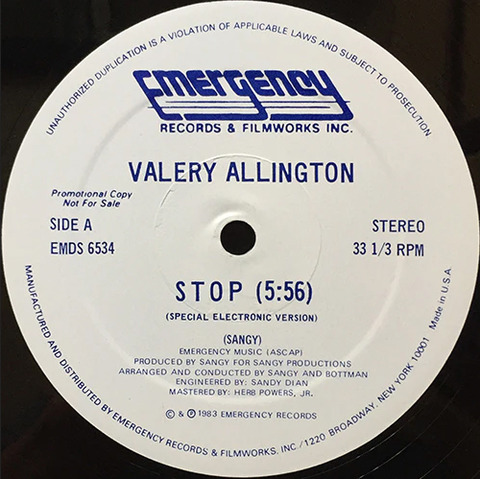 UNAUTHORIZED DUPLICATION IS A VIOLATION OF APPLICABLE LAWS AND SUBJECT TO PROSECUTION.
Emergency
RECORDS & FILMWORKS INC.
VALERY ALLINGTON
Promotional Copy
Not For Sale
SIDE A
EMDS 6534
STEREO
33 1/3 RPM
STOP (5:56)
(SPECIAL ELECTRONIC VERSION)
(SANGY)
EMERGENCY MUSIC (ASCAP)
PRODUCED BY SANGY FOR SANGY PRODUCTIONS
ARRANGED AND CONDUCTED BY SANGY AND BOTTMAN
ENGINEERED BY: SANDY DIAN
MASTERED BY: HERB POWERS, JR.
© & ℗ 1983 EMERGENCY RECORDS
MANUFACTURED AND DISTRIBUTED BY EMERGENCY RECORDS & FILMWORKS. INC./1220 BROADWAY. NEW YORK 10001 Made in U.S.A.